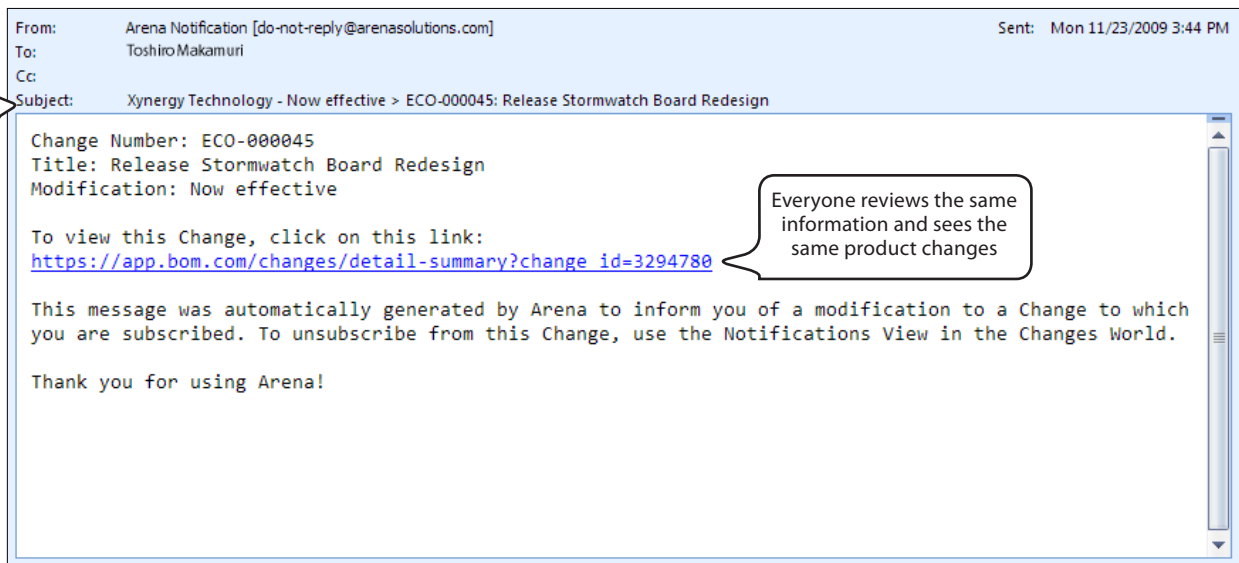 From: Arena Notification [do-not-reply@arenasolutions.com] Sent: Mon 11/23/2009 3:44 PM
To: Toshiro Makamuri
Cc:
Subject: Xynergy Technology - Now effective > ECO-000045: Release Stormwatch Board Redesign
Change Number: ECO-000045
Title: Release Stormwatch Board Redesign
Modification: Now effective
To view this Change, click on this link:
https://app.bom.com/changes/detail-summary?change_id=3294780
Everyone reviews the same
information and sees the
same product changes
This message was automatically generated by Arena to inform you of a modification to a Change to which
you are subscribed. To unsubscribe from this Change, use the Notifications View in the Changes World.
Thank you for using Arena!